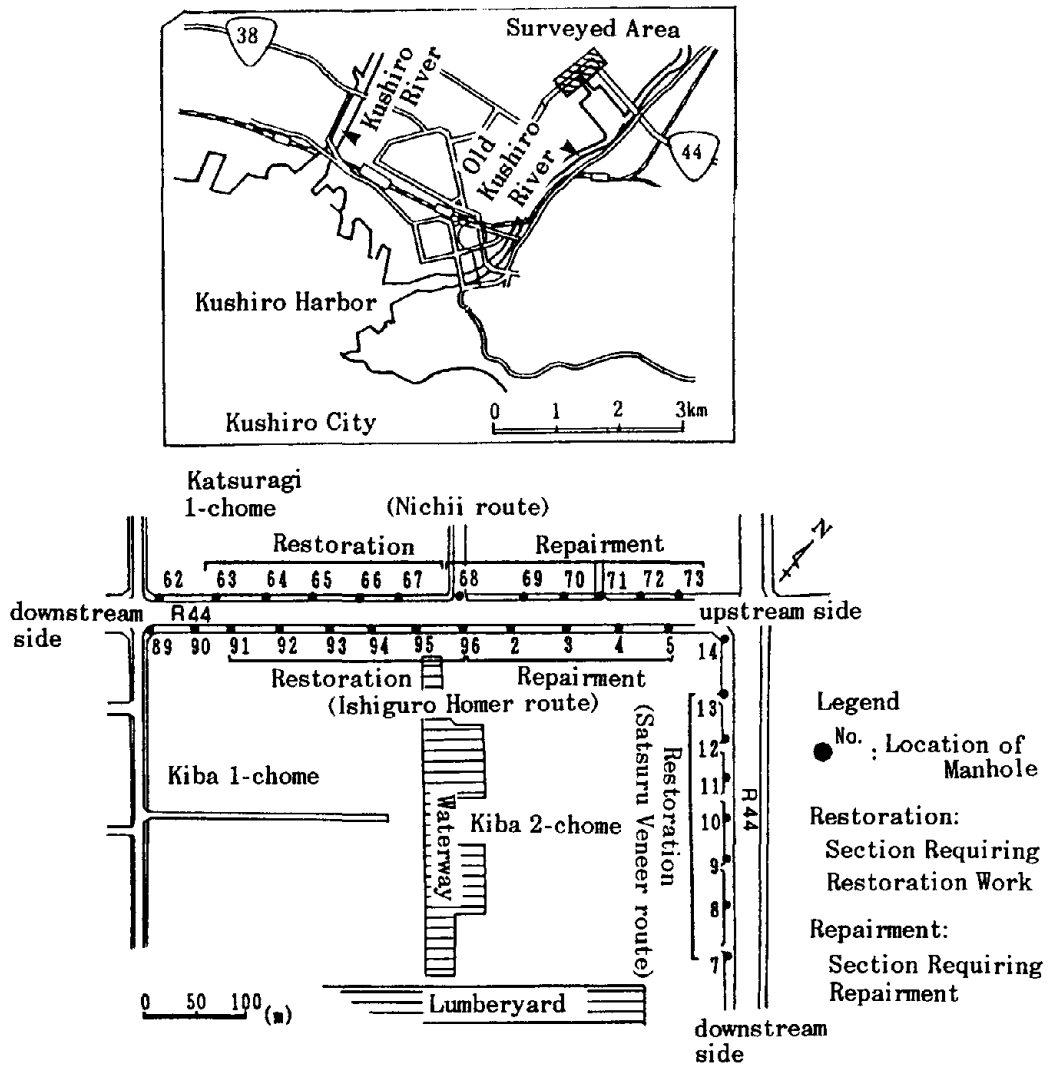 Surveyed Area
38
Kushiro
River
Old
Kushiro
River
44
Kushiro Harbor
0 1 2 3km
Kushiro City
Katsuragi
1-chome
(Nichii route)
N
Restoration
Repairment
62 63 64 65 66 67 68 69 70 71 72 73
downstream
side
R44
upstream side
89 90 91 92 93 94 95 96 2 3 4 5 14
Restoration
Repairment
(Ishiguro Homer route)
13
12
11
10
9
8
7
Restoration
(Satsuru Veneer route)
R44
Kiba 1-chome
Waterway
Kiba 2-chome
Legend
No. : Location of
Manhole
Restoration:
Section Requiring
Restoration Work
Repairment:
Section Requiring
Repairment
0 50 100 (m)
Lumberyard
downstream
side